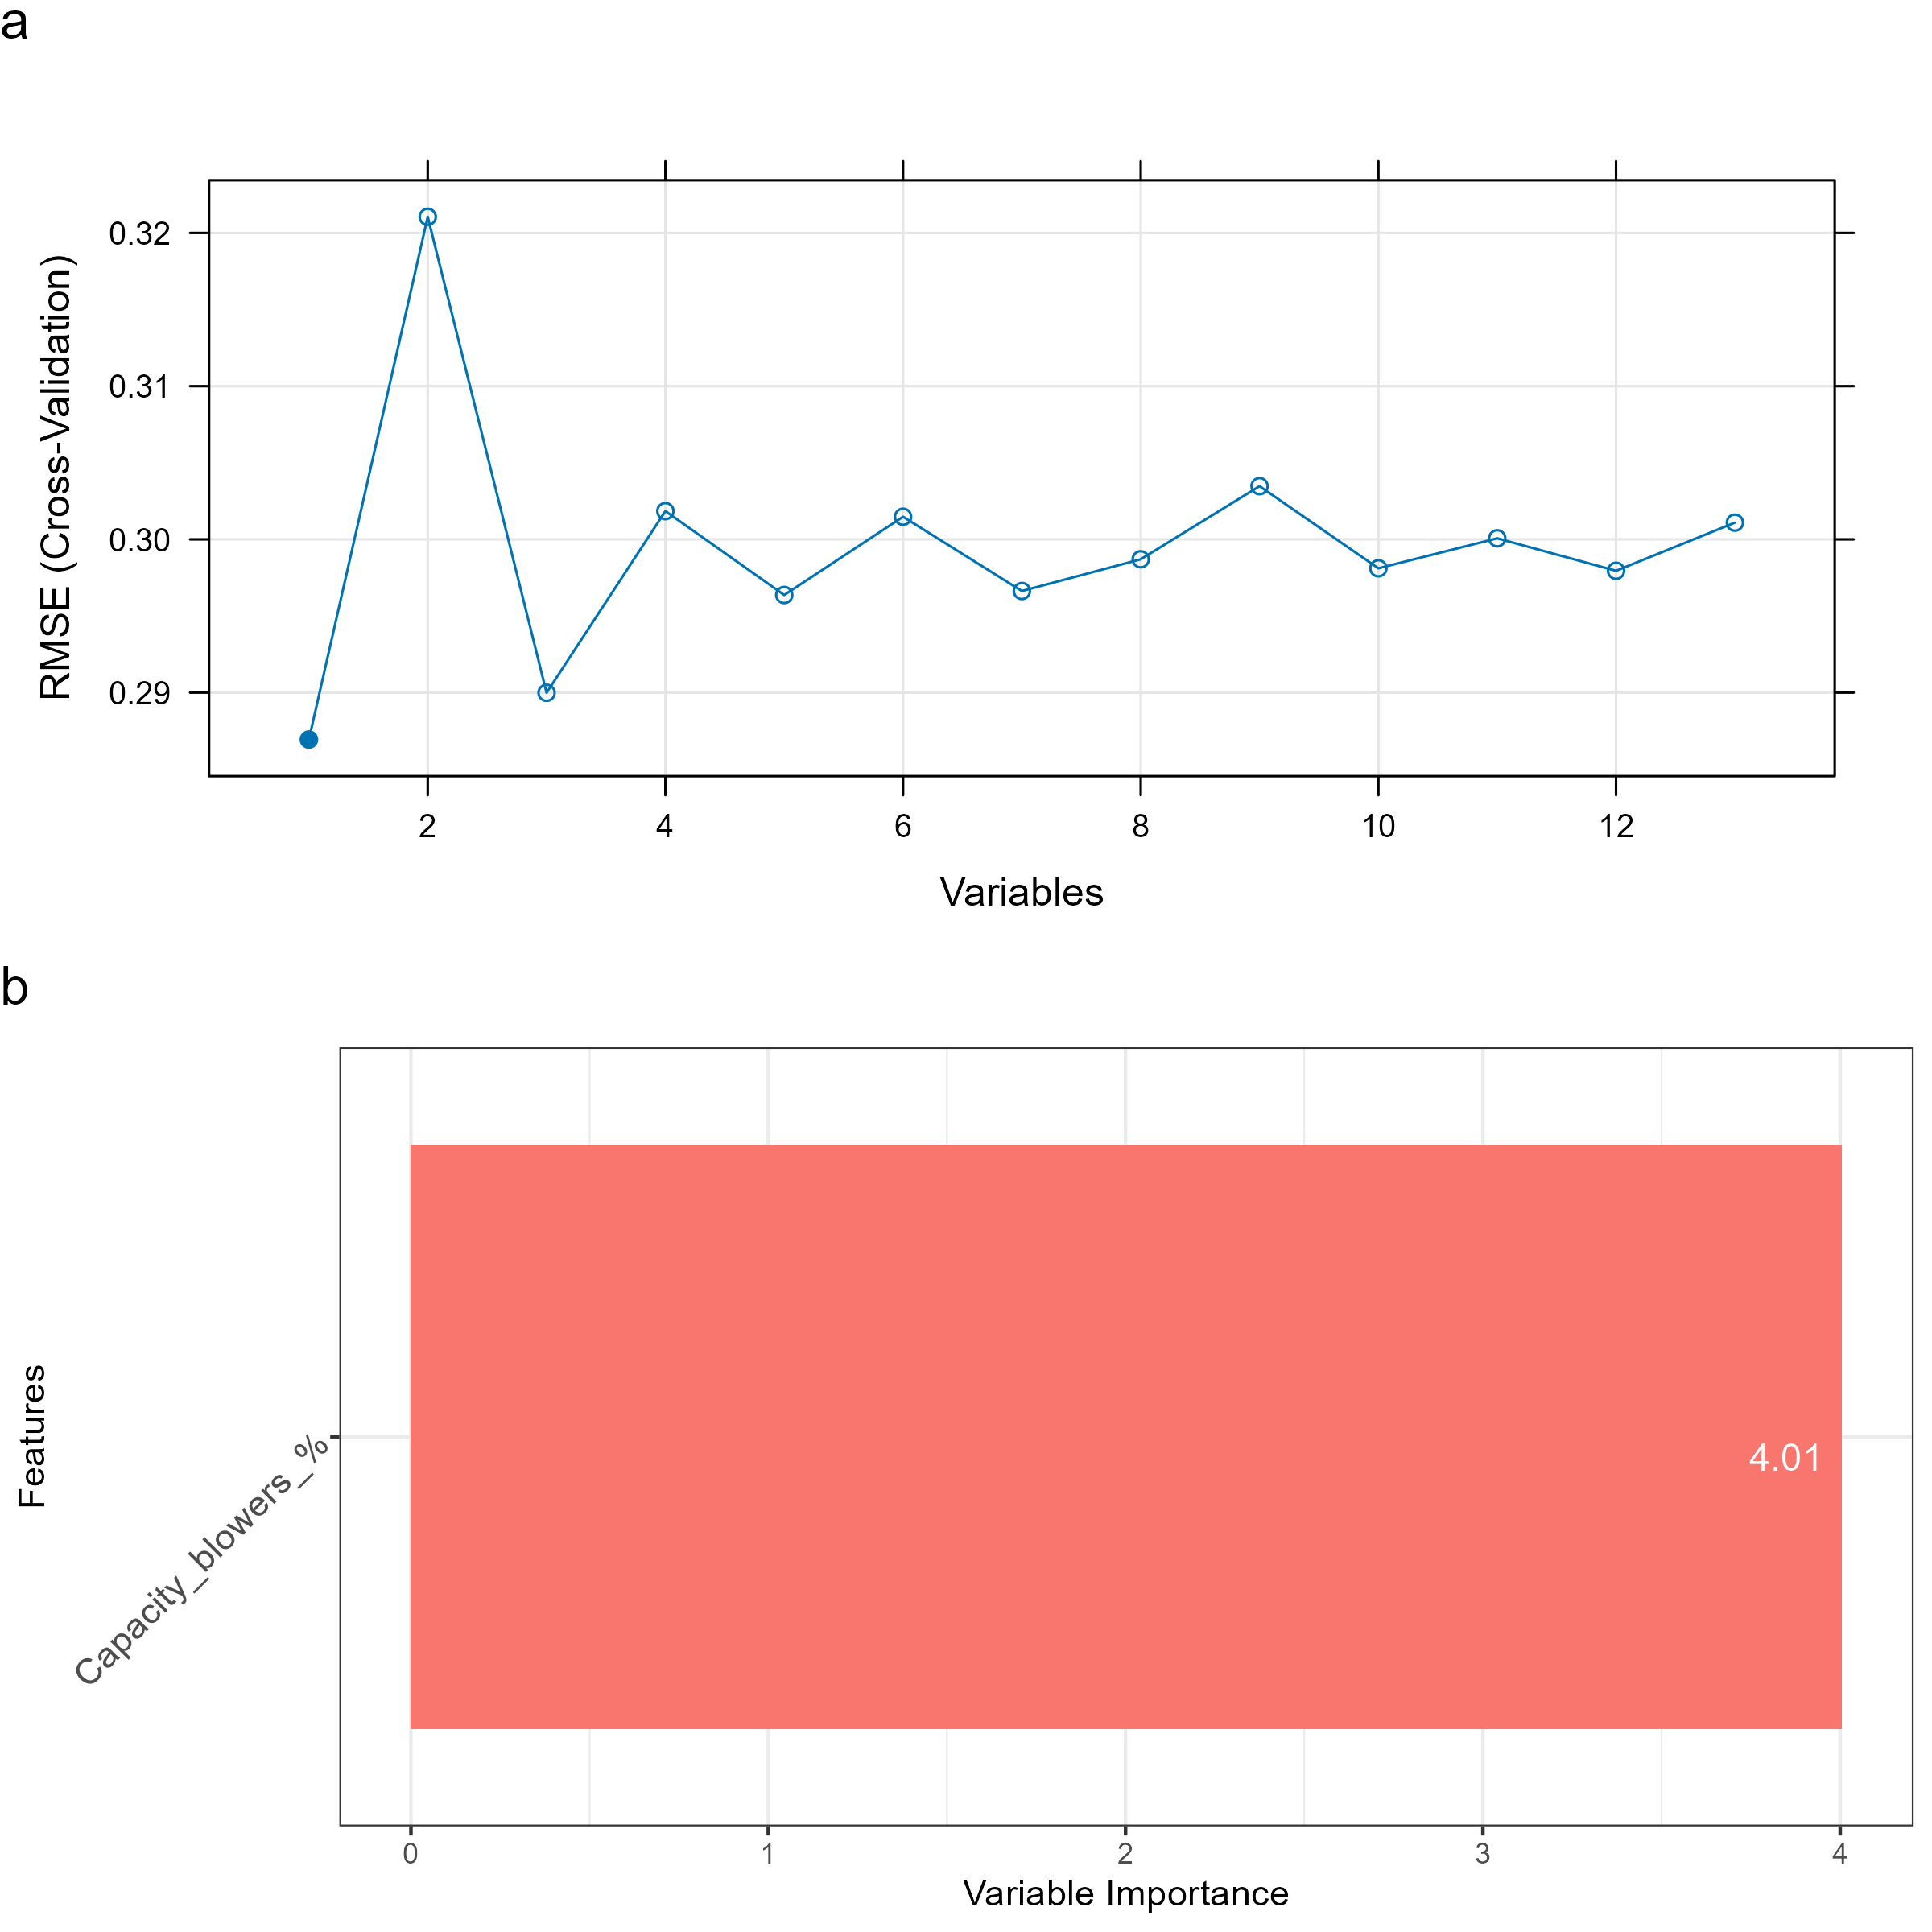 a
RMSE (Cross-Validation)
0.32
0.31
0.30
0.29
2 4 6 8 10 12
Variables
b
Features
Capacity_blowers_%
4.01
0 1 2 3 4
Variable Importance